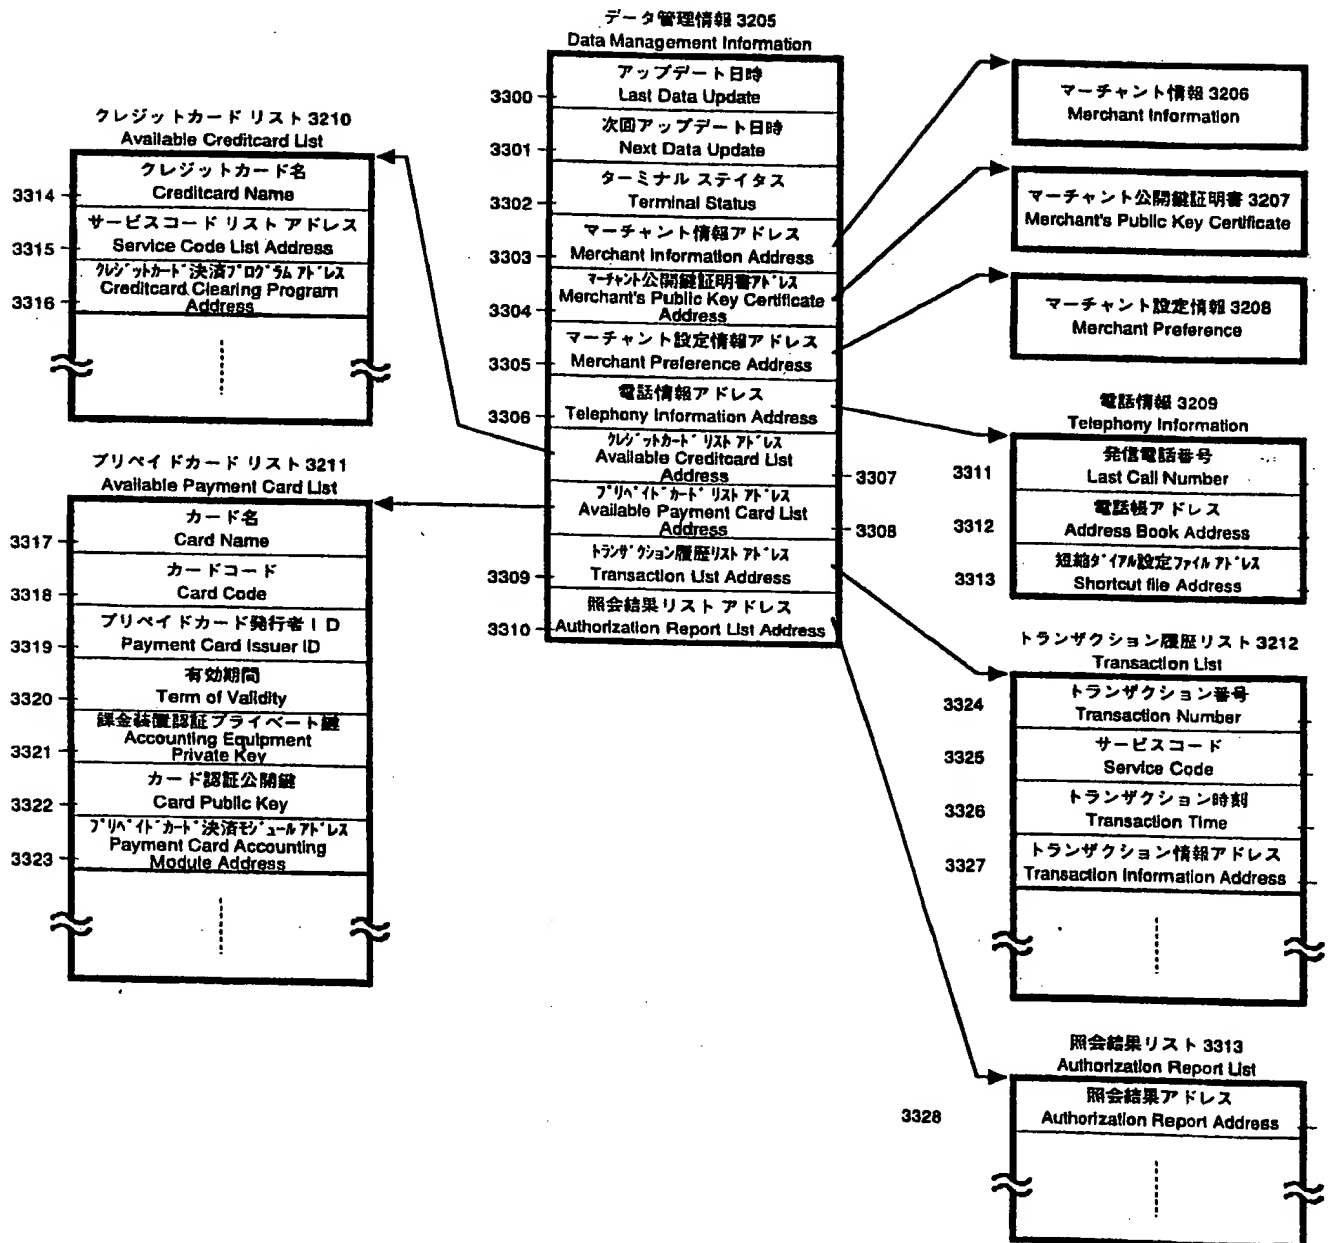 データ管理情報 3205
Data Management Information
3300
アップデート日時
Last Data Update
3301
次回アップデート日時
Next Data Update
3302
ターミナル ステイタス
Terminal Status
3303
マーチャント情報アドレス
Merchant Information Address
3304
マーチャント公開鍵証明書アドレス
Merchant's Public Key Certificate
Address
3305
マーチャント設定情報アドレス
Merchant Preference Address
3306
電話情報アドレス
Telephony Information Address
クレジットカード リスト アドレス
Available Creditcard List
Address
3307
プリペイドカード リスト アドレス
Available Payment Card List
Address
3308
3309
トランザクション履歴リスト アドレス
Transaction List Address
3310
照会結果リスト アドレス
Authorization Report List Address
クレジットカード リスト 3210
Available Creditcard List
3314
クレジットカード名
Creditcard Name
3315
サービスコード リスト アドレス
Service Code List Address
3316
クレジットカード決済プログラム アドレス
Creditcard Clearing Program
Address
プリペイドカード リスト 3211
Available Payment Card List
3317
カード名
Card Name
3318
カードコード
Card Code
3319
プリペイドカード発行者ID
Payment Card Issuer ID
3320
有効期間
Term of Validity
3321
課金装置認証プライベート鍵
Accounting Equipment
Private Key
3322
カード認証公開鍵
Card Public Key
3323
プリペイドカード決済モジュール アドレス
Payment Card Accounting
Module Address
マーチャント情報 3206
Merchant Information
マーチャント公開鍵証明書 3207
Merchant's Public Key Certificate
マーチャント設定情報 3208
Merchant Preference
電話情報 3209
Telephony Information
3311
発信電話番号
Last Call Number
3312
電話帳アドレス
Address Book Address
3313
短縮ダイアル設定ファイル アドレス
Shortcut file Address
トランザクション履歴リスト 3212
Transaction List
3324
トランザクション番号
Transaction Number
3325
サービスコード
Service Code
3326
トランザクション時刻
Transaction Time
3327
トランザクション情報アドレス
Transaction Information Address
照会結果リスト 3313
Authorization Report List
3328
照会結果アドレス
Authorization Report Address